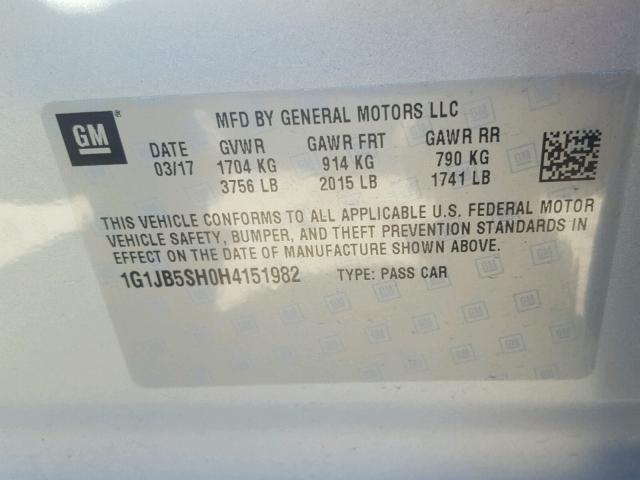 GM
MFD BY GENERAL MOTORS LLC
DATE GVWR GAWR FRT GAWR RR
03/17 1704 KG 914 KG 790 KG
3756 LB 2015 LB 1741 LB
THIS VEHICLE CONFORMS TO ALL APPLICABLE U.S. FEDERAL MOTOR
VEHICLE SAFETY, BUMPER, AND THEFT PREVENTION STANDARDS IN
EFFECT ON THE DATE OF MANUFACTURE SHOWN ABOVE.
1G1JB5SH0H4151982 TYPE: PASS CAR